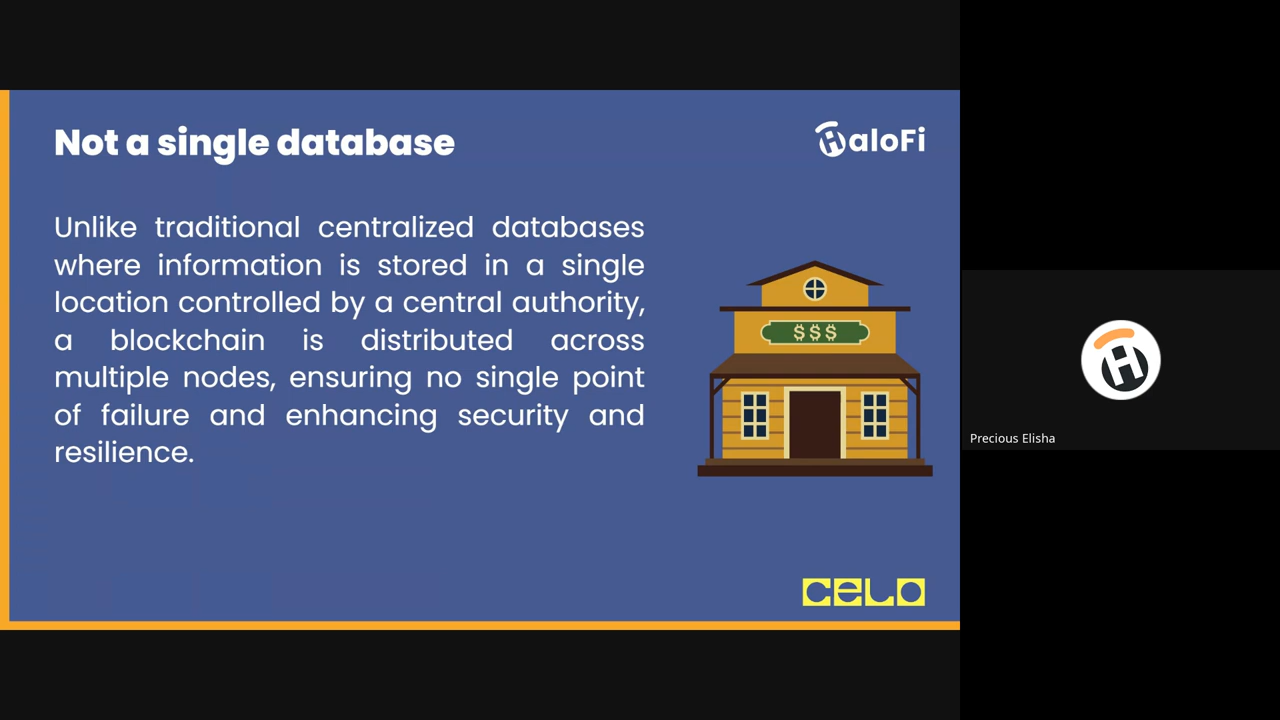 Not a single database
HaloFi
Unlike traditional centralized databases
where information is stored in a single
location controlled by a central authority,
a blockchain is distributed across
multiple nodes, ensuring no single point
of failure and enhancing security and
resilience.
$$$
CELO
H
Precious Elisha